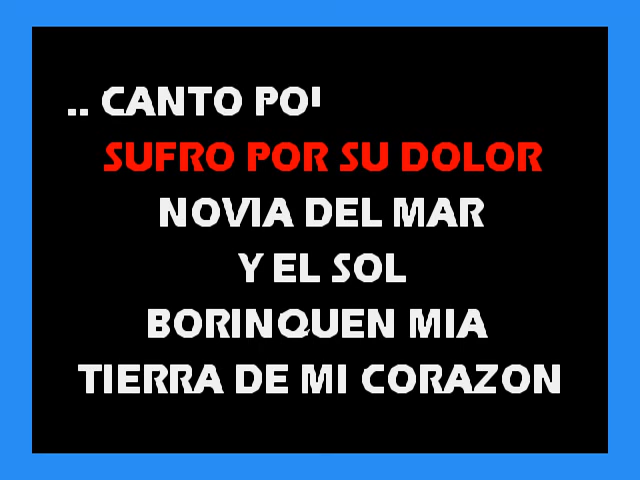 .. CANTO
SUFRO POR SU DOLOR
NOVIA DEL MAR
Y EL SOL
BORINQUEN MIA
TIERRA DE MI CORAZON